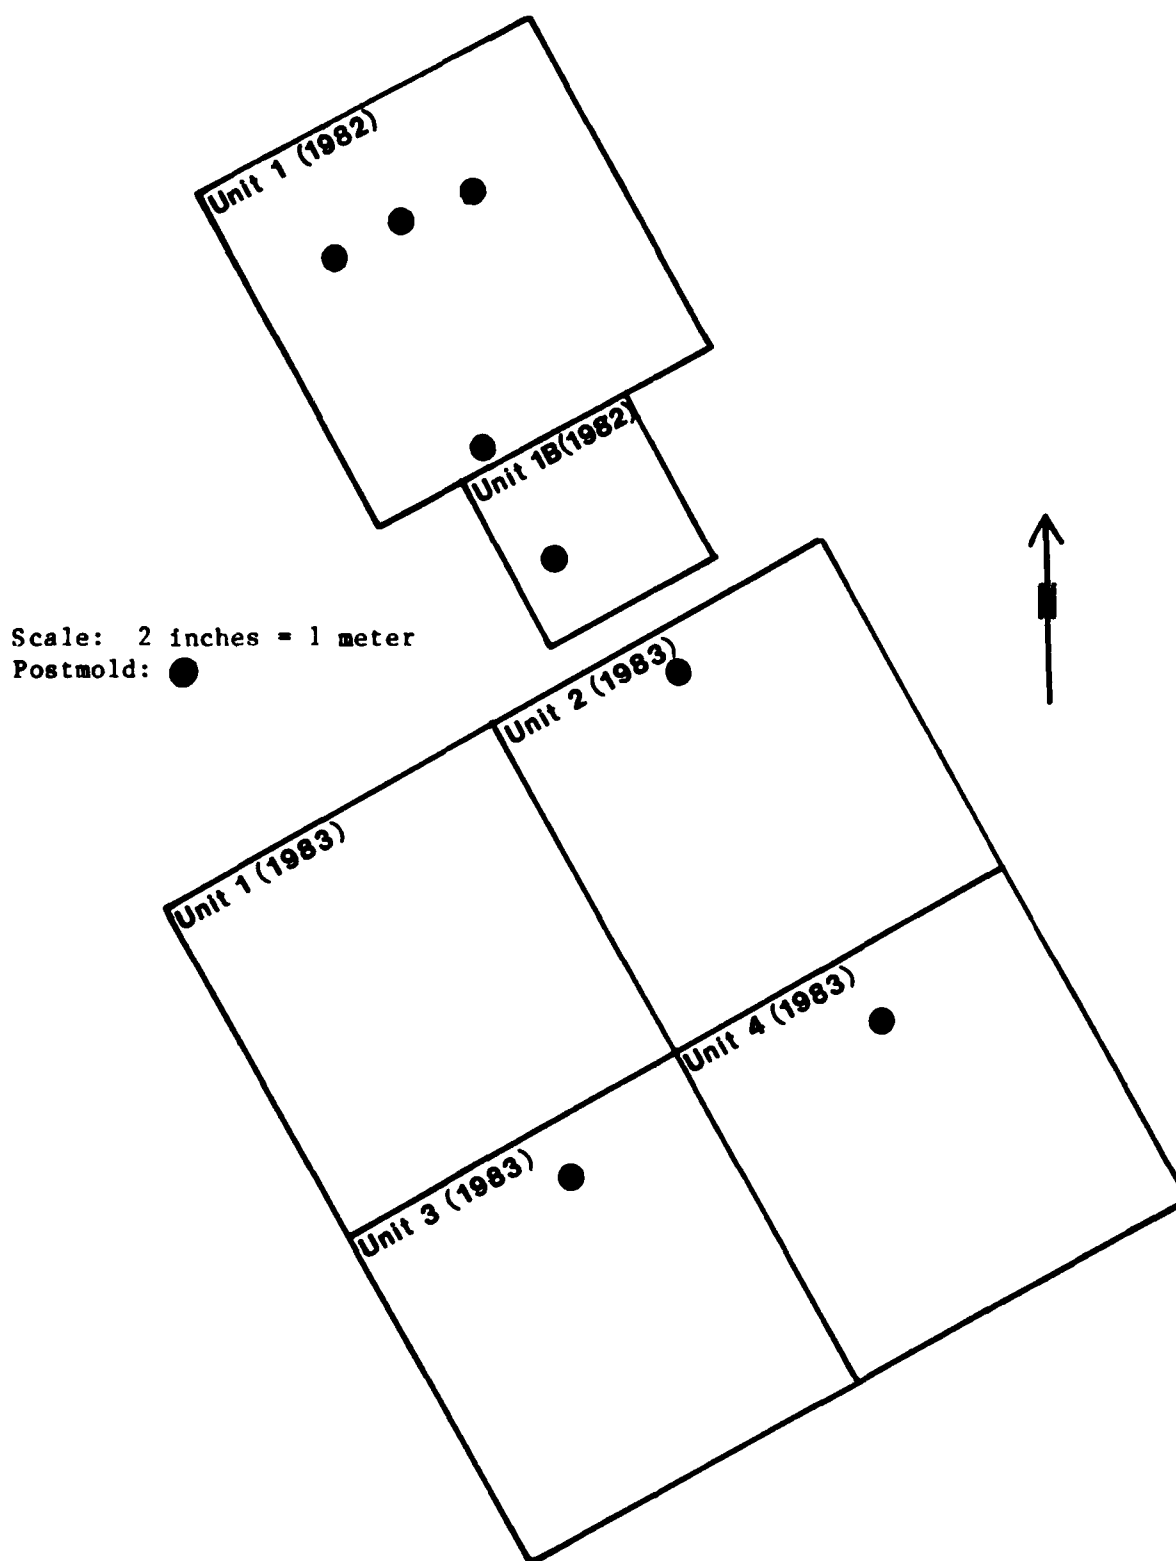 Unit 1 (1982)
Unit 1B(1982)
Scale: 2 inches = 1 meter
Postmold:
Unit 2 (1983)
Unit 1 (1983)
Unit 4 (1983)
Unit 3 (1983)